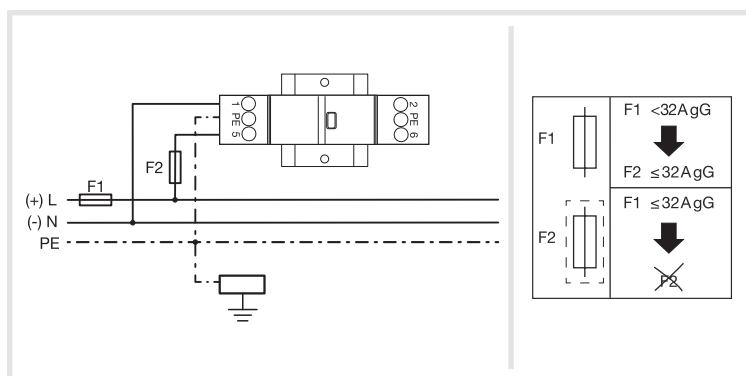 1
PE
5
2
PE
6
F2
F1
(+) L
(-) N
PE
F1
F1 <32AgG
F2 ≤32AgG
F2
F1 ≤32AgG
F2